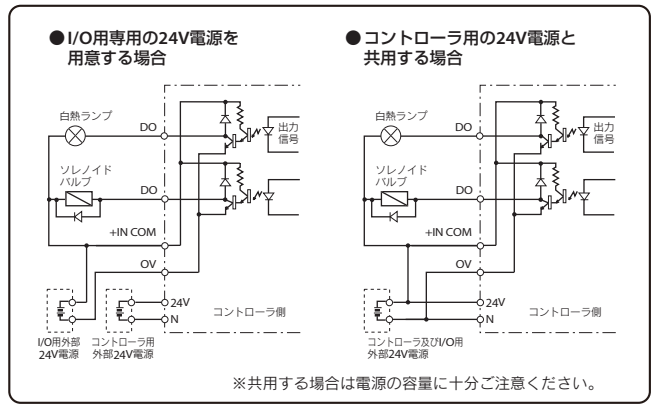 ●I/O用専用の24V電源を
用意する場合
白熱ランプ
DO
出力
信号
ソレノイド
バルブ
DO
+IN COM
OV
24V
N
コントローラ側
I/O用外部
24V電源
コントローラ用
外部24V電源
●コントローラ用の24V電源と
共用する場合
白熱ランプ
DO
出力
信号
ソレノイド
バルブ
DO
+IN COM
OV
24V
N
コントローラ側
コントローラ及びI/O用
外部24V電源
※共用する場合は電源の容量に十分ご注意ください。